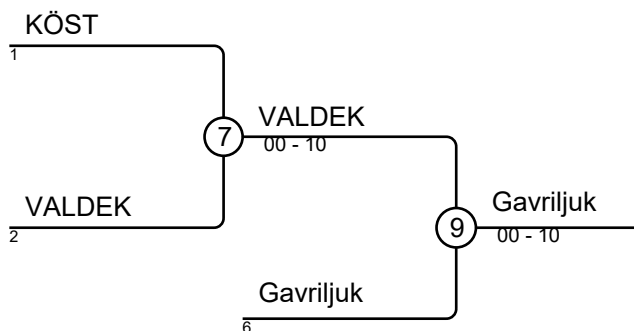 KÖST
1
7
VALDEK
00 - 10
VALDEK
2
9
Gavriljuk
00 - 10
Gavriljuk
6